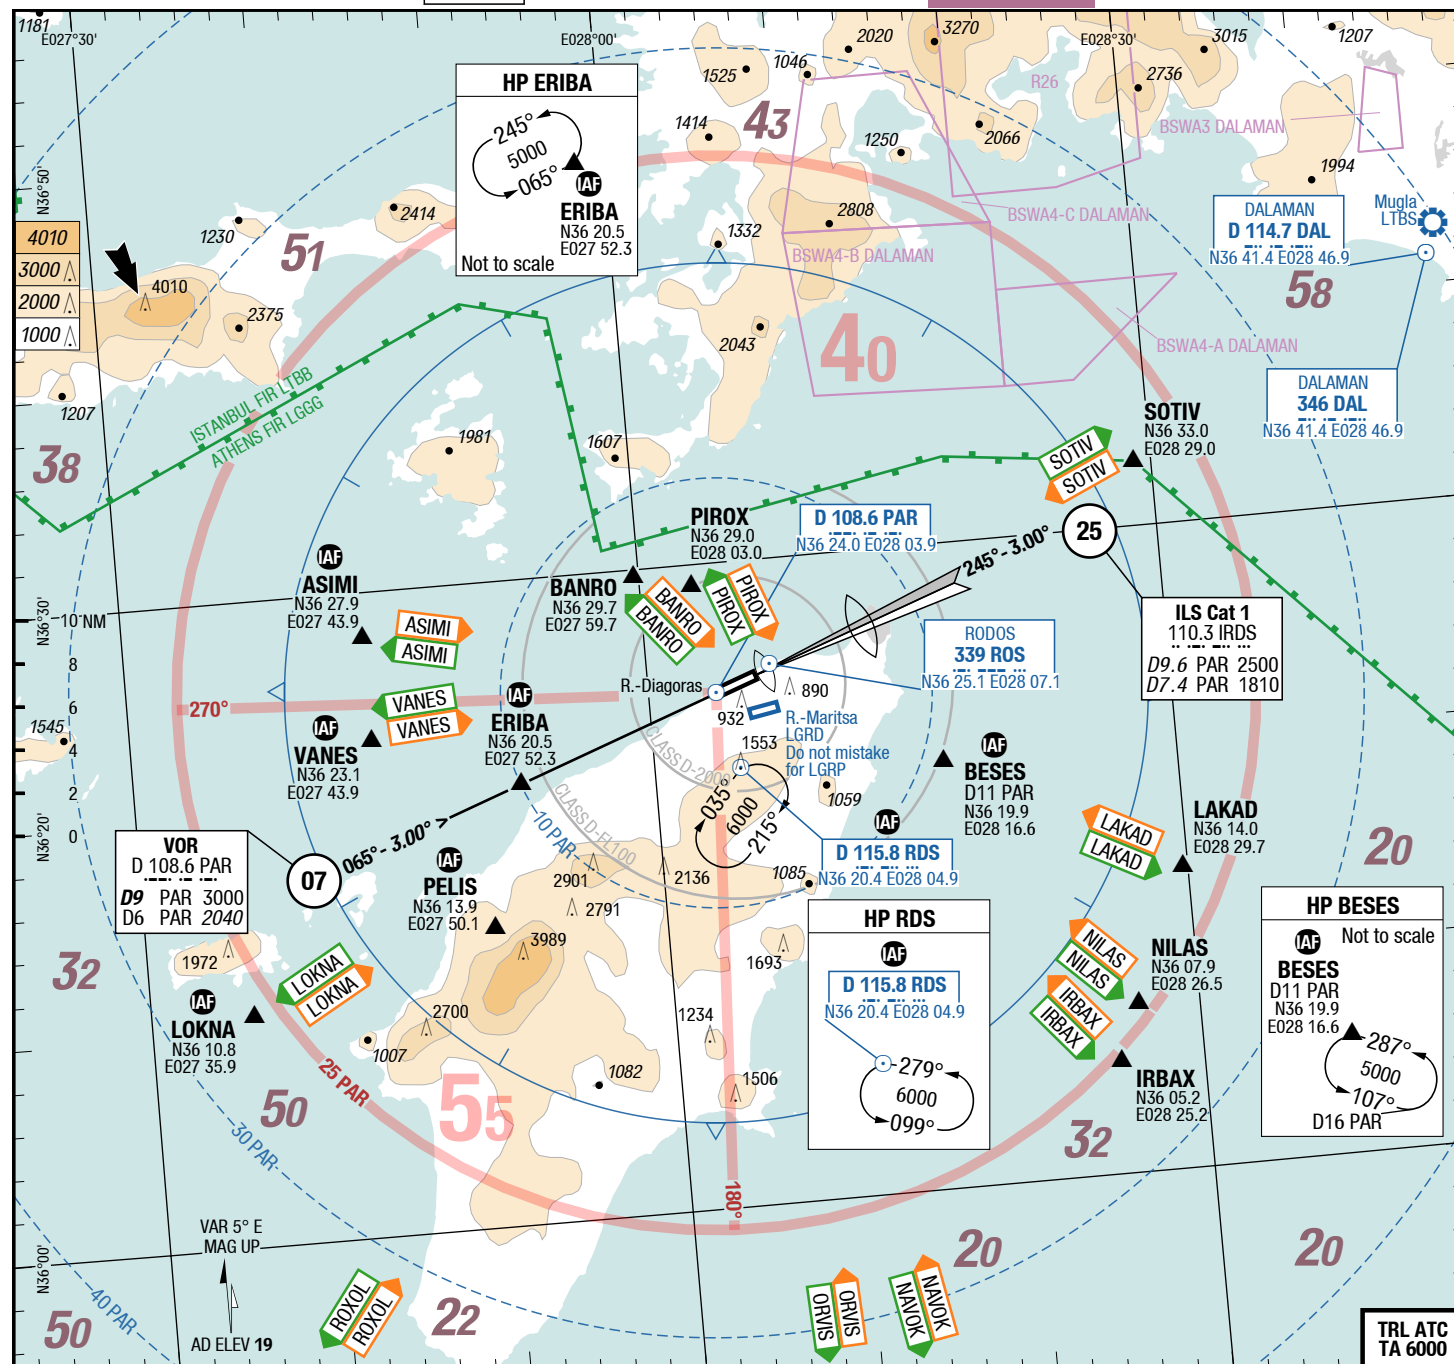 1181
E027°30'
E028°00'
2020
3270
E028°30'
3015
1207
1525
1046
2736
R26
HP ERIBA
245°
5000
065°
IAF
ERIBA
N36 20.5
E027 52.3
Not to scale
43
1414
1250
2066
BSWA3 DALAMAN
1994
N36°50'
2414
1230
51
1332
2808
BSWA4-C DALAMAN
BSWA4-B DALAMAN
DALAMAN
D 114.7 DAL
N36 41.4 E028 46.9
Mugla
LTBS
58
4010
3000
2000
1000
4010
2375
2043
40
BSWA4-A DALAMAN
DALAMAN
346 DAL
N36 41.4 E028 46.9
1207
ISTANBUL FIR LTBB
ATHENS FIR LGGG
38
1981
1607
SOTIV
N36 33.0
E028 29.0
SOTIV
SOTIV
PIROX
N36 29.0
E028 03.0
D 108.6 PAR
N36 24.0 E028 03.9
245°- 3.00°
25
IAF
ASIMI
N36 27.9
E027 43.9
BANRO
N36 29.7
E027 59.7
BANRO
BANRO
PIROX
PIROX
ASIMI
ASIMI
N36°30'
10 NM
8
6
4
2
0
ILS Cat 1
110.3 IRDS
D9.6 PAR 2500
D7.4 PAR 1810
RODOS
339 ROS
N36 25.1 E028 07.1
R.-Diagoras
270°
VANES
VANES
IAF
ERIBA
N36 20.5
E027 52.3
IAF
VANES
N36 23.1
E027 43.9
1545
890
932
R.-Maritsa
LGRD
Do not mistake
for LGRP
CLASS D-2000
1553
1059
IAF
BESES
D11 PAR
N36 19.9
E028 16.6
035°
6000
215°
CLASS D-FL100
10 PAR
065°- 3.00° >
07
N36°20'
VOR
D 108.6 PAR
D9 PAR 3000
D6 PAR 2040
IAF
PELIS
N36 13.9
E027 50.1
2901
2791
2136
1085
IAF
D 115.8 RDS
N36 20.4 E028 04.9
LAKAD
LAKAD
LAKAD
N36 14.0
E028 29.7
20
HP RDS
IAF
D 115.8 RDS
N36 20.4 E028 04.9
279°
6000
099°
HP BESES
IAF
Not to scale
BESES
D11 PAR
N36 19.9
E028 16.6
287°
5000
107°
D16 PAR
32
1972
3989
1693
NILAS
NILAS
NILAS
N36 07.9
E028 26.5
IRBAX
IRBAX
IRBAX
N36 05.2
E028 25.2
LOKNA
LOKNA
IAF
LOKNA
N36 10.8
E027 35.9
2700
1007
1234
1082
1506
25 PAR
50
55
30 PAR
32
180°
VAR 5° E
MAG UP
N36°00'
40 PAR
50
AD ELEV 19
ROXOL
ROXOL
22
ORVIS
ORVIS
NAVOK
NAVOK
20
20
TRL ATC
TA 6000